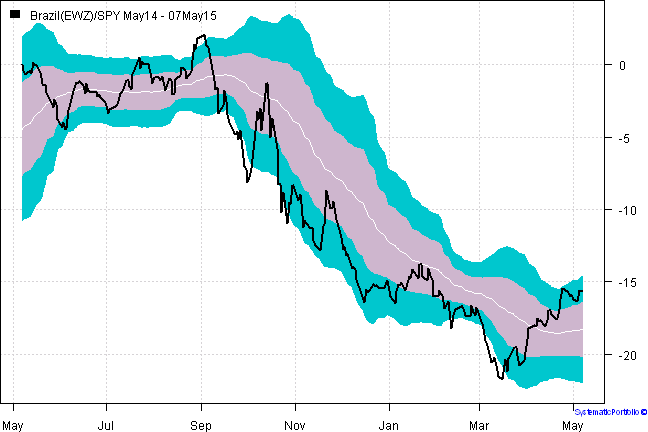 Brazil(EWZ)/SPY May14 - 07May15
0
-5
-10
-15
-20
May Jul Sep Nov Jan Mar May
SystematicPortfolio ©